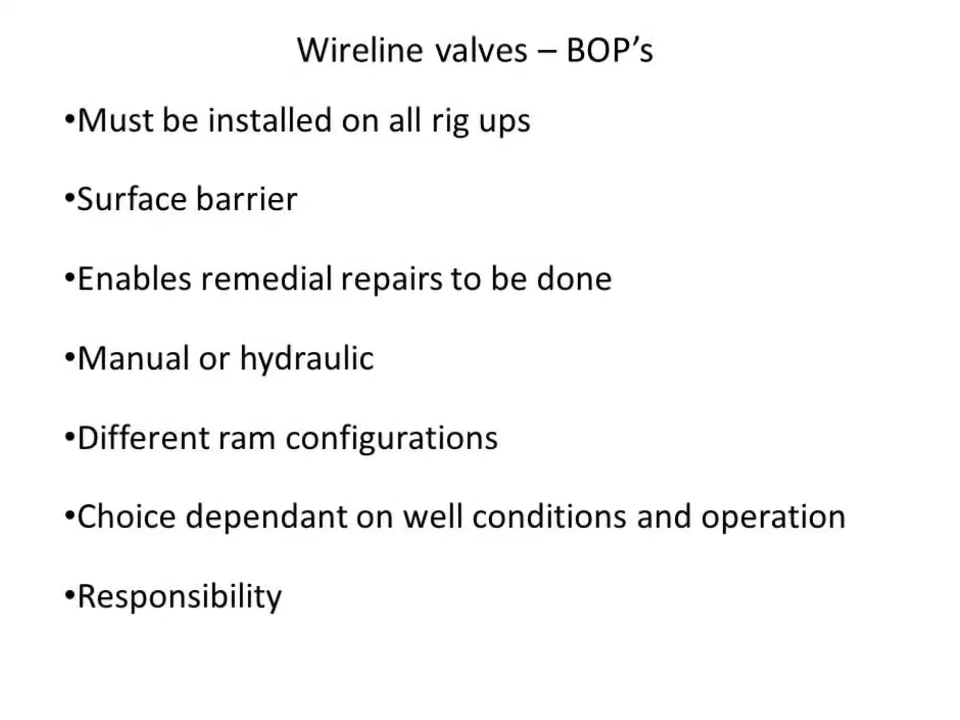 Wireline valves – BOP’s
•Must be installed on all rig ups
•Surface barrier
•Enables remedial repairs to be done
•Manual or hydraulic
•Different ram configurations
•Choice dependant on well conditions and operation
•Responsibility